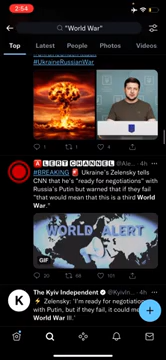 2:54
"World War"
Top Latest People Photos Videos
#UkraineRussianWar
1 1
ALERT CHANNEL @Ale... · 4h
#BREAKING 🚨 Ukraine's Zelensky tells
CNN that he's "ready for negotiations" with
Russia's Putin but warned that if they fail
"that would mean that this is a third World
War."
WORLD ALERT
GIF
The Kyiv Independent
· 4h
⚡ Zelensky: 'I'm ready for negotiations
with Putin, but if they fail, it could me
World War III.'